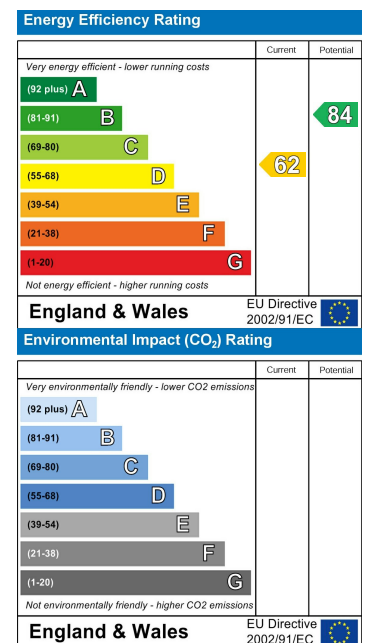 Energy Efficiency Rating
Current Potential
Very energy efficient - lower running costs
(92 plus) A
(81-91) B
84
(69-80) C
62
(55-68) D
(39-54) E
(21-38) F
(1-20) G
Not energy efficient - higher running costs
England & Wales
EU Directive
2002/91/EC
Environmental Impact (CO₂) Rating
Current Potential
Very environmentally friendly - lower CO2 emissions
(92 plus) A
(81-91) B
(69-80) C
(55-68) D
(39-54) E
(21-38) F
(1-20) G
Not environmentally friendly - higher CO2 emissions
England & Wales
EU Directive
2002/91/EC